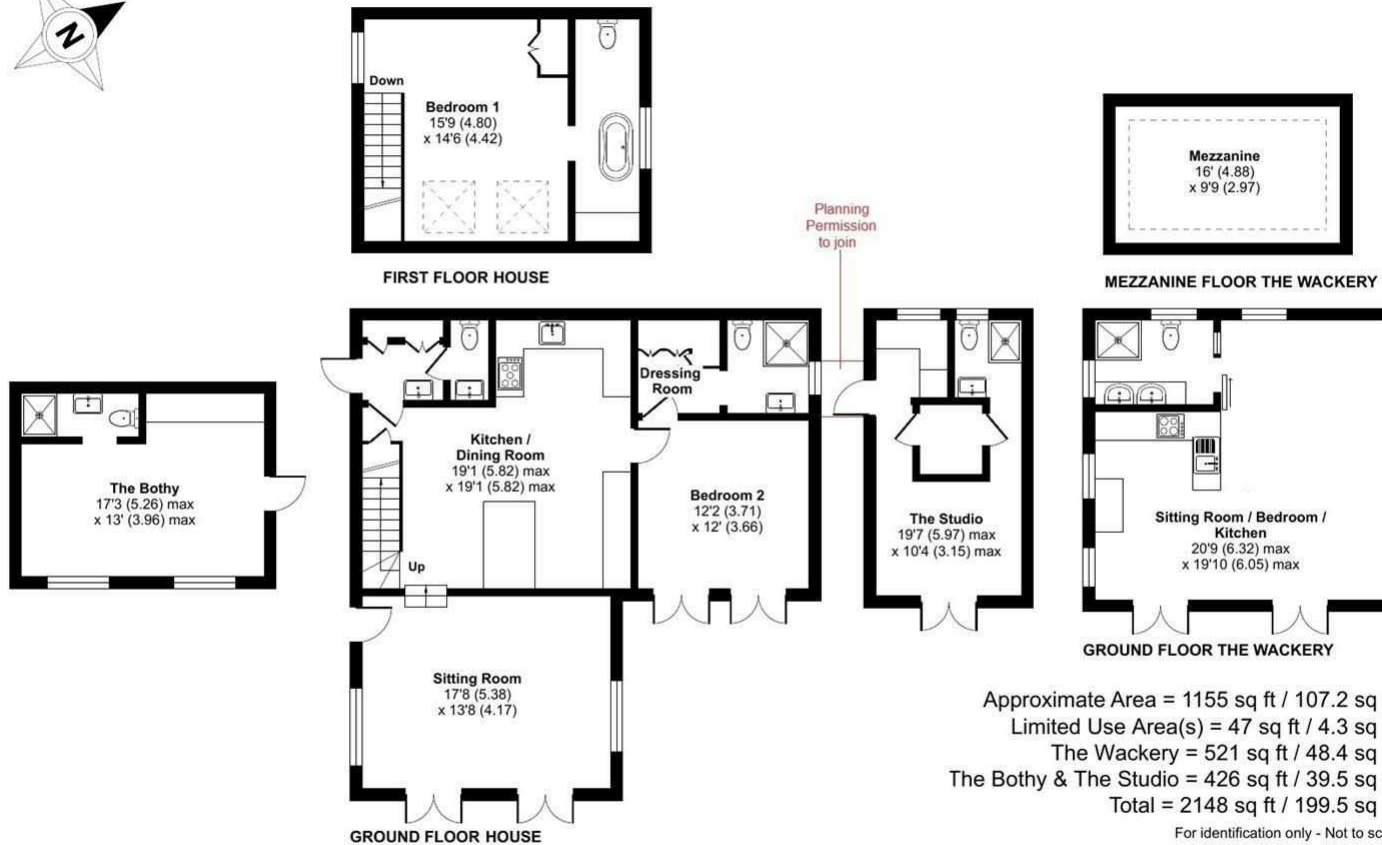 N
Down
Bedroom 1
15'9 (4.80)
x 14'6 (4.42)
FIRST FLOOR HOUSE
Planning
Permission
to join
Mezzanine
16' (4.88)
x 9'9 (2.97)
MEZZANINE FLOOR THE WACKERY
The Bothy
17'3 (5.26) max
x 13' (3.96) max
Kitchen /
Dining Room
19'1 (5.82) max
x 19'1 (5.82) max
Up
Dressing
Room
Bedroom 2
12'2 (3.71)
x 12' (3.66)
The Studio
19'7 (5.97) max
x 10'4 (3.15) max
Sitting Room / Bedroom /
Kitchen
20'9 (6.32) max
x 19'10 (6.05) max
GROUND FLOOR THE WACKERY
Sitting Room
17'8 (5.38)
x 13'8 (4.17)
GROUND FLOOR HOUSE
Approximate Area = 1155 sq ft / 107.2 sq
Limited Use Area(s) = 47 sq ft / 4.3 sq
The Wackery = 521 sq ft / 48.4 sq
The Bothy & The Studio = 426 sq ft / 39.5 sq
Total = 2148 sq ft / 199.5 sq
For identification only - Not to sc